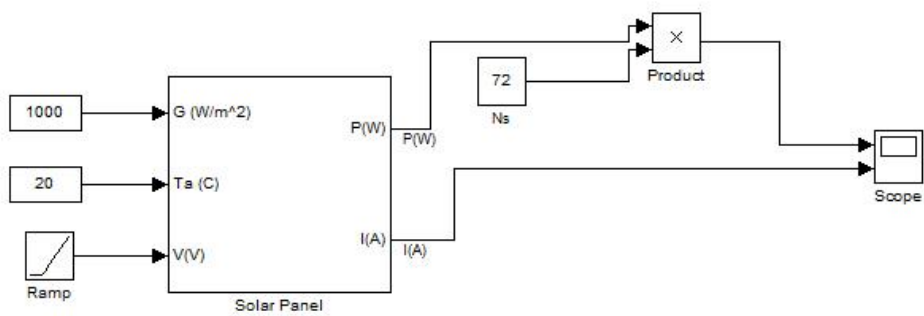 1000
G (W/m^2)
20
Ta (C)
Ramp
V(V)
P(W)
I(A)
Solar Panel
P(W)
I(A)
72
Ns
×
Product
Scope